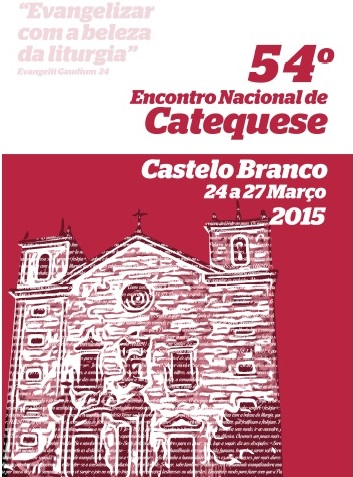 “Evangelizar
com a beleza
da liturgia”
Evangelii Gaudium 24
54º
Encontro Nacional de
Catequese
Castelo Branco
24 a 27 Março
2015